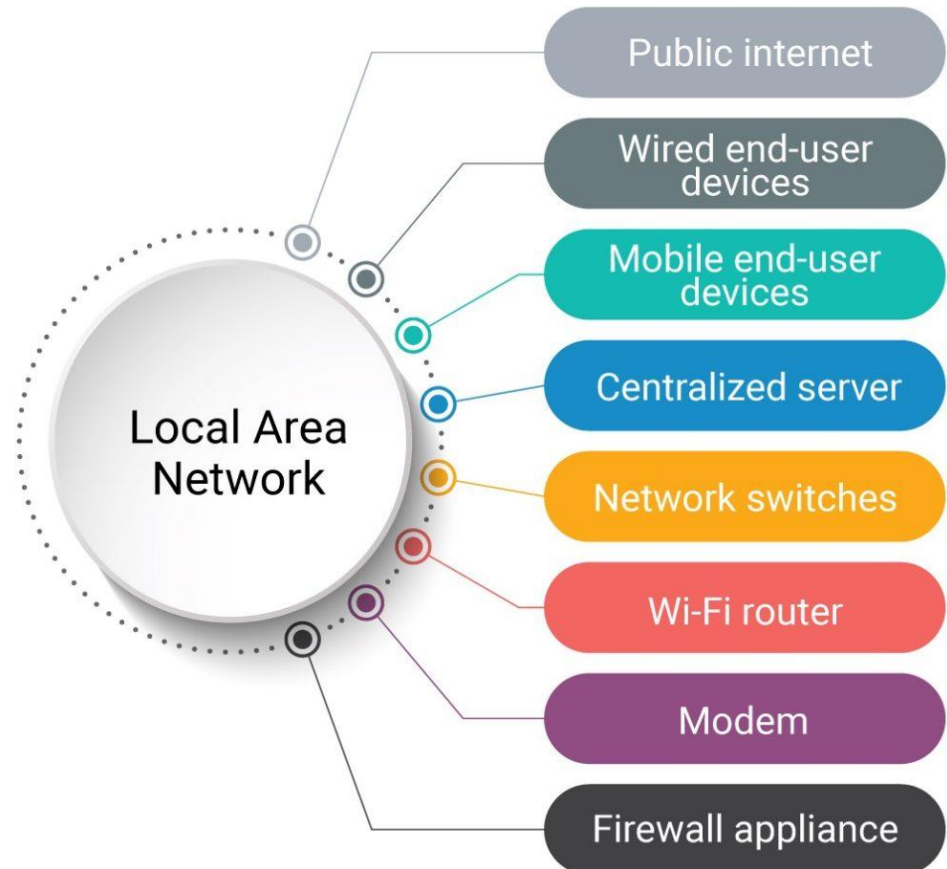 Public internet
Wired end-user
devices
Mobile end-user
devices
Local Area
Network
Centralized server
Network switches
Wi-Fi router
Modem
Firewall appliance